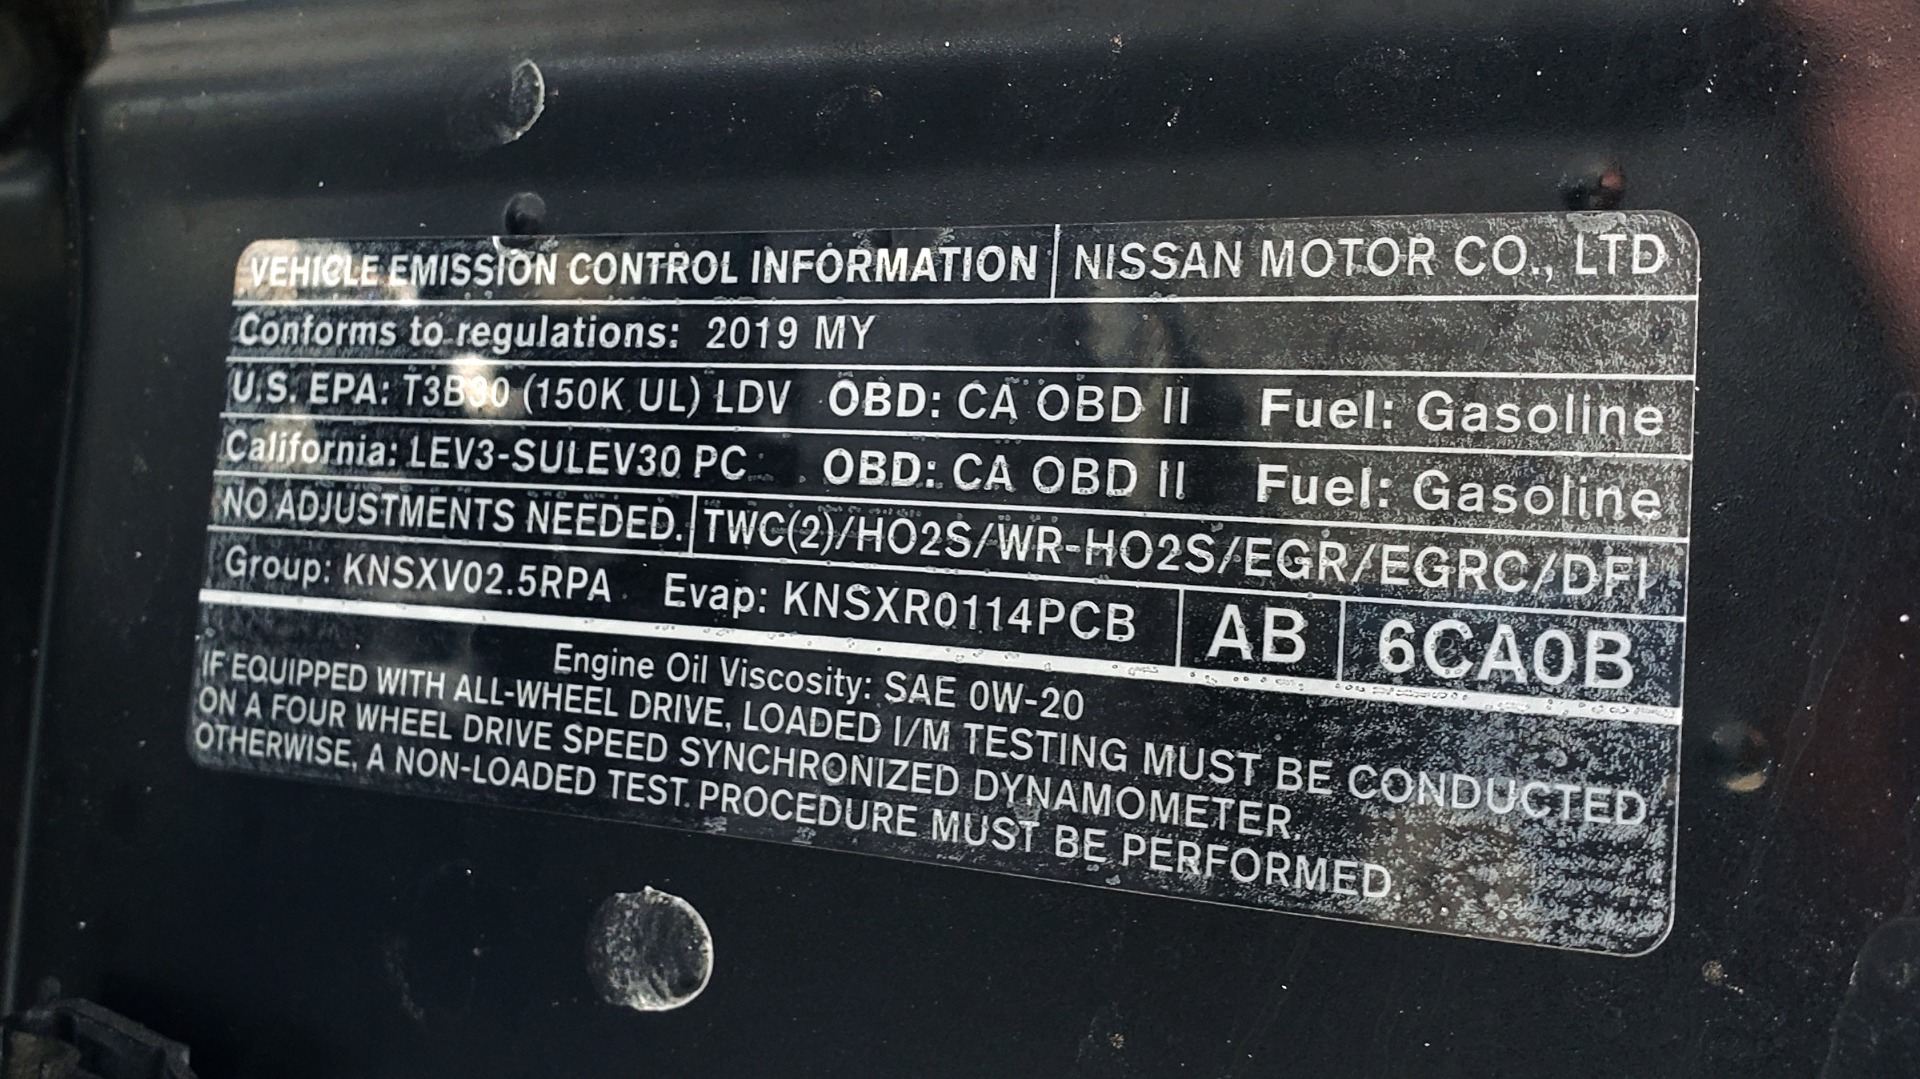 VEHICLE EMISSION CONTROL INFORMATION NISSAN MOTOR CO., LTD
Conforms to regulations: 2019 MY
U.S. EPA: T3B30 (150K UL) LDV OBD: CA OBD II Fuel: Gasoline
California: LEV3-SULEV30 PC OBD: CA OBD II Fuel: Gasoline
NO ADJUSTMENTS NEEDED. TWC(2)/HO2S/WR-HO2S/EGR/EGRC/DFI
Group: KNSXV02.5RPA Evap: KNSXR0114PCB AB 6CA0B
Engine Oil Viscosity: SAE 0W-20
IF EQUIPPED WITH ALL-WHEEL DRIVE, LOADED I/M TESTING MUST BE CONDUCTED
ON A FOUR WHEEL DRIVE SPEED SYNCHRONIZED DYNAMOMETER.
OTHERWISE, A NON-LOADED TEST PROCEDURE MUST BE PERFORMED.